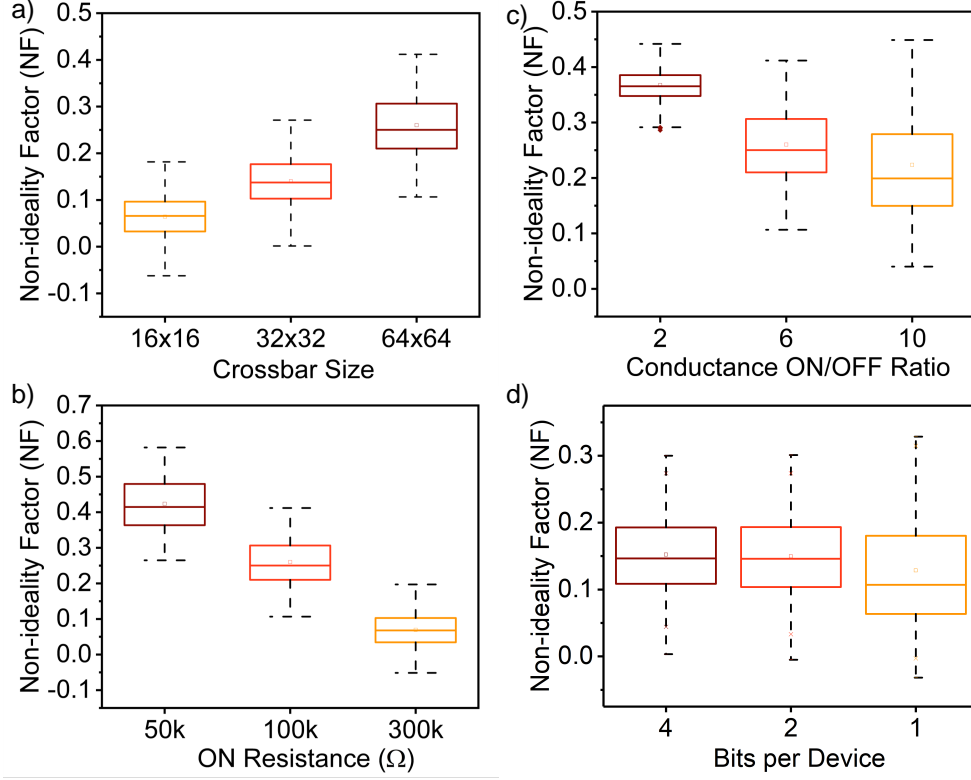 a)
Non-ideality Factor (NF)
0.5
0.4
0.3
0.2
0.1
0.0
-0.1
16x16 32x32 64x64
Crossbar Size
c)
Non-ideality Factor (NF)
0.5
0.4
0.3
0.2
0.1
0.0
2 6 10
Conductance ON/OFF Ratio
b)
Non-ideality Factor (NF)
0.7
0.6
0.5
0.4
0.3
0.2
0.1
0.0
-0.1
50k 100k 300k
ON Resistance (Ω)
d)
Non-ideality Factor (NF)
0.3
0.2
0.1
0.0
4 2 1
Bits per Device